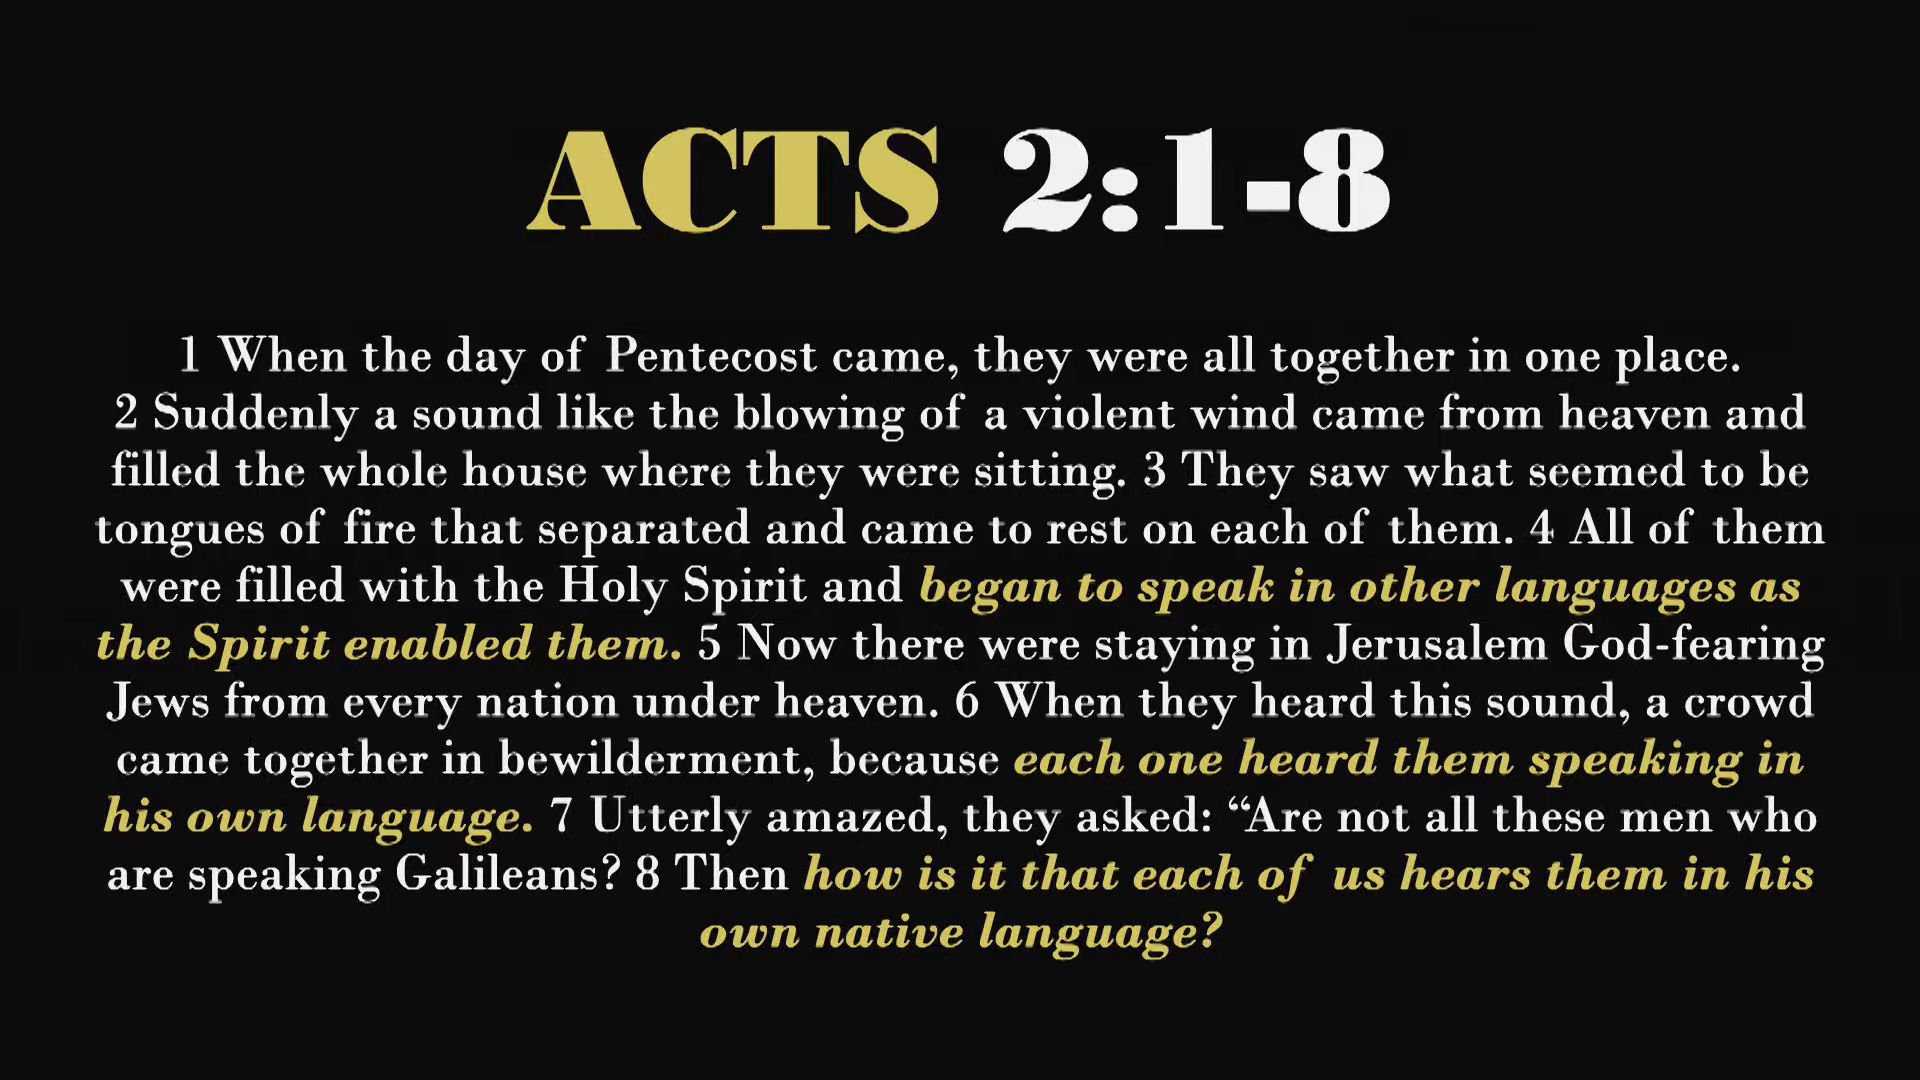 ACTS 2:1-8
1 When the day of Pentecost came, they were all together in one place.
2 Suddenly a sound like the blowing of a violent wind came from heaven and
filled the whole house where they were sitting. 3 They saw what seemed to be
tongues of fire that separated and came to rest on each of them. 4 All of them
were filled with the Holy Spirit and began to speak in other languages as
the Spirit enabled them. 5 Now there were staying in Jerusalem God-fearing
Jews from every nation under heaven. 6 When they heard this sound, a crowd
came together in bewilderment, because each one heard them speaking in
his own language. 7 Utterly amazed, they asked: “Are not all these men who
are speaking Galileans? 8 Then how is it that each of us hears them in his
own native language?